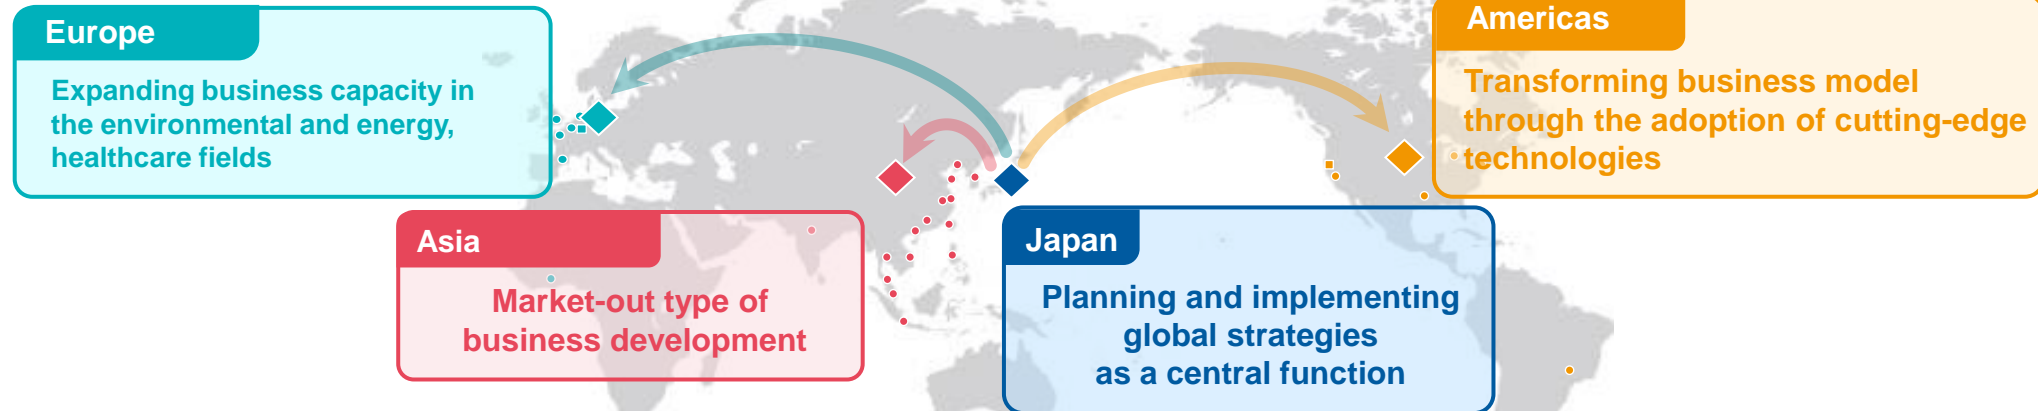 Europe
Expanding business capacity in
the environmental and energy,
healthcare fields
Americas
Transforming business model
through the adoption of cutting-edge
technologies
Asia
Market-out type of
business development
Japan
Planning and implementing
global strategies
as a central function